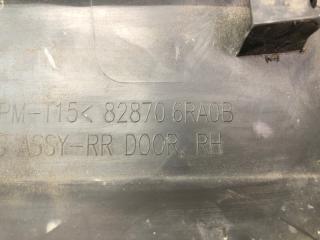 PM-T15< 82870 6RA0B
G ASSY-RR DOOR, RH